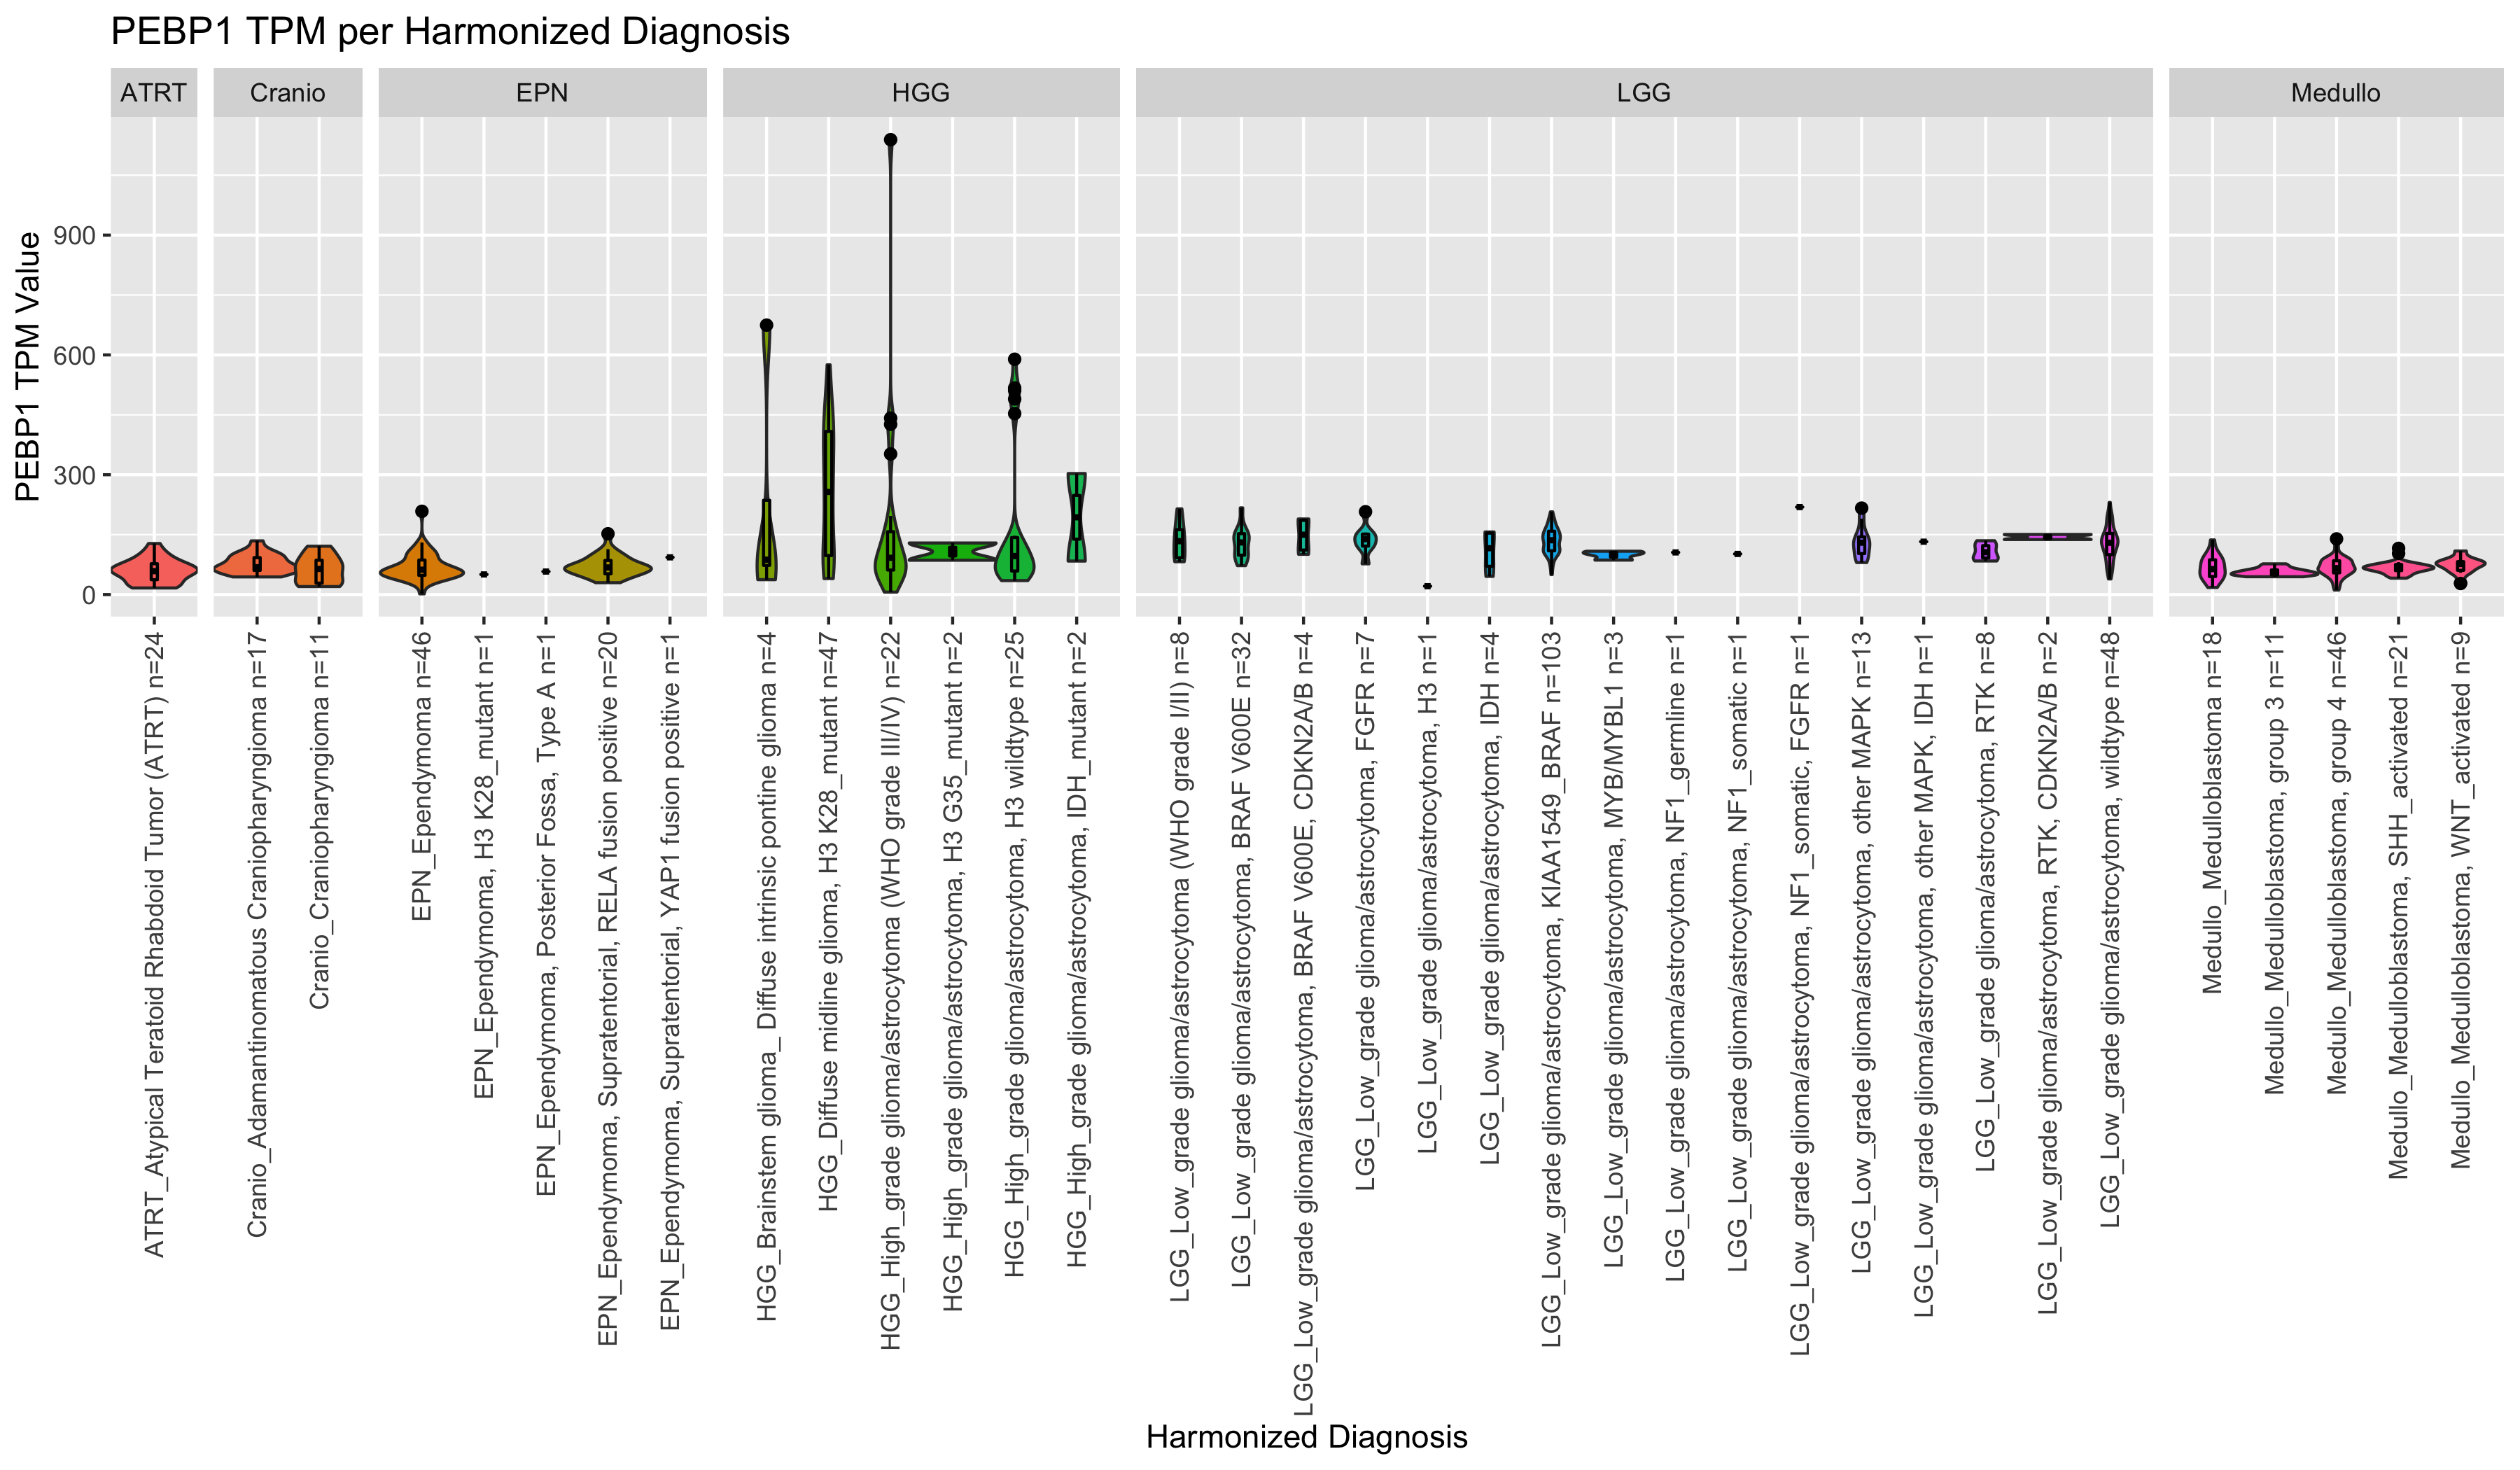 PEBP1 TPM per Harmonized Diagnosis
ATRT
Cranio
EPN
HGG
LGG
Medullo
PEBP1 TPM Value
900
600
300
0
ATRT_Atypical Teratoid Rhabdoid Tumor (ATRT) n=24
Cranio_Adamantinomatous Craniopharyngioma n=17
Cranio_Craniopharyngioma n=11
EPN_Ependymoma n=46
EPN_Ependymoma, H3 K28_mutant n=1
EPN_Ependymoma, Posterior Fossa, Type A n=1
EPN_Ependymoma, Supratentorial, RELA fusion positive n=20
EPN_Ependymoma, Supratentorial, YAP1 fusion positive n=1
HGG_Brainstem glioma_ Diffuse intrinsic pontine glioma n=4
HGG_Diffuse midline glioma, H3 K28_mutant n=47
HGG_High_grade glioma/astrocytoma (WHO grade III/IV) n=22
HGG_High_grade glioma/astrocytoma, H3 G35_mutant n=2
HGG_High_grade glioma/astrocytoma, H3 wildtype n=25
HGG_High_grade glioma/astrocytoma, IDH_mutant n=2
LGG_Low_grade glioma/astrocytoma (WHO grade I/II) n=8
LGG_Low_grade glioma/astrocytoma, BRAF V600E n=32
LGG_Low_grade glioma/astrocytoma, BRAF V600E, CDKN2A/B n=4
LGG_Low_grade glioma/astrocytoma, FGFR n=7
LGG_Low_grade glioma/astrocytoma, H3 n=1
LGG_Low_grade glioma/astrocytoma, IDH n=4
LGG_Low_grade glioma/astrocytoma, KIAA1549_BRAF n=103
LGG_Low_grade glioma/astrocytoma, MYB/MYBL1 n=3
LGG_Low_grade glioma/astrocytoma, NF1_germline n=1
LGG_Low_grade glioma/astrocytoma, NF1_somatic n=1
LGG_Low_grade glioma/astrocytoma, NF1_somatic, FGFR n=1
LGG_Low_grade glioma/astrocytoma, other MAPK n=13
LGG_Low_grade glioma/astrocytoma, other MAPK, IDH n=1
LGG_Low_grade glioma/astrocytoma, RTK n=8
LGG_Low_grade glioma/astrocytoma, RTK, CDKN2A/B n=2
LGG_Low_grade glioma/astrocytoma, wildtype n=48
Medullo_Medulloblastoma n=18
Medullo_Medulloblastoma, group 3 n=11
Medullo_Medulloblastoma, group 4 n=46
Medullo_Medulloblastoma, SHH_activated n=21
Medullo_Medulloblastoma, WNT_activated n=9
Harmonized Diagnosis